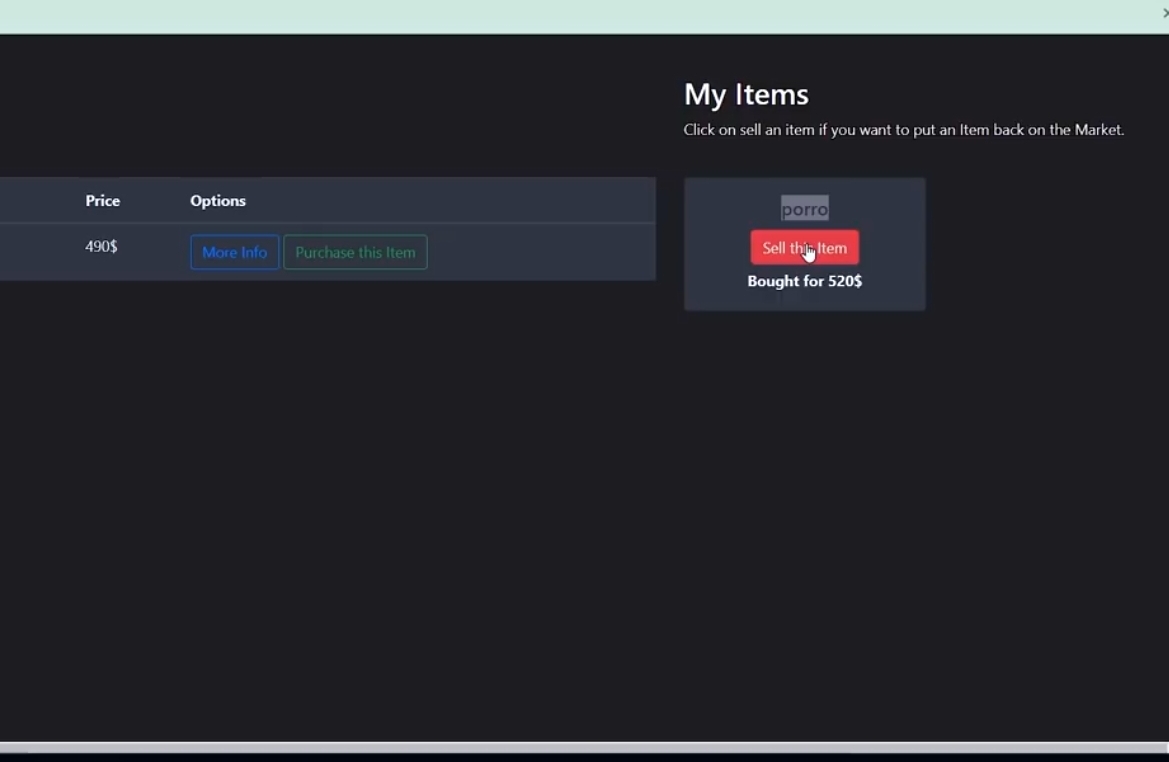 My Items
Click on sell an item if you want to put an Item back on the Market.
Price Options
490$ More Info Purchase this Item
porro
Sell this Item
Bought for 520$